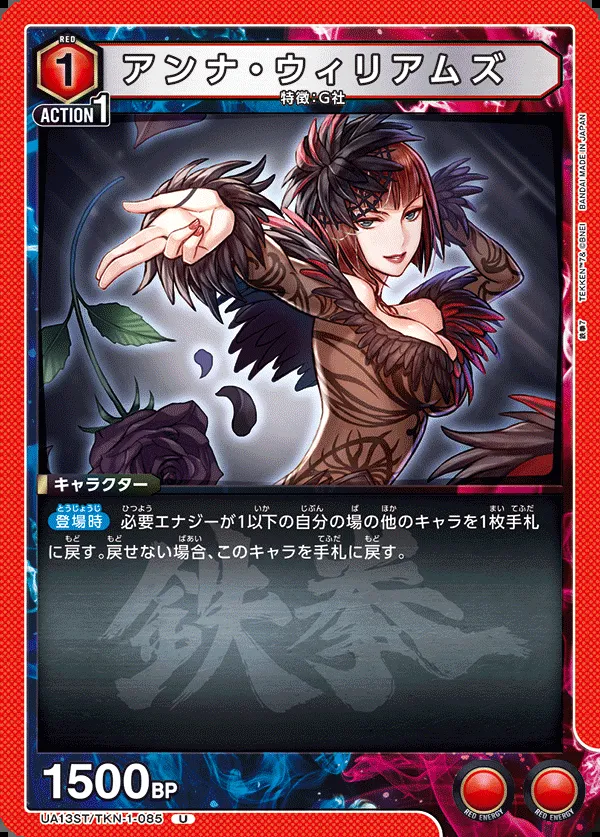 RED
1
アンナ・ウィリアムズ
特徴:G社
ACTION1
TEKKEN™7& ©BNEI BANDAI MADE IN JAPAN
鉄拳7
キャラクター
登場時 必要エナジーが1以下の自分の場の他のキャラを1枚手札
に戻す。戻せない場合、このキャラを手札に戻す。
鉄拳
1500BP
RED ENERGY
RED ENERGY
UA13ST/TKN-1-085 U